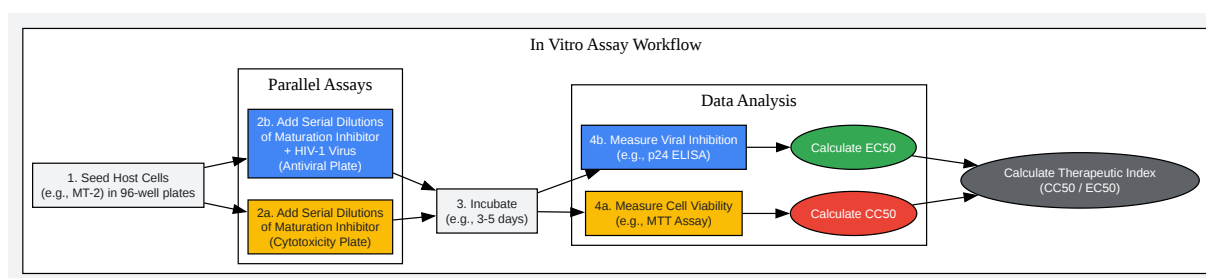 In Vitro Assay Workflow
Parallel Assays
Data Analysis
1. Seed Host Cells
(e.g., MT-2) in 96-well plates
2b. Add Serial Dilutions
of Maturation Inhibitor
+ HIV-1 Virus
(Antiviral Plate)
2a. Add Serial Dilutions
of Maturation Inhibitor
(Cytotoxicity Plate)
3. Incubate
(e.g., 3-5 days)
4b. Measure Viral Inhibition
(e.g., p24 ELISA)
Calculate EC50
4a. Measure Cell Viability
(e.g., MTT Assay)
Calculate CC50
Calculate Therapeutic Index
(CC50 / EC50)